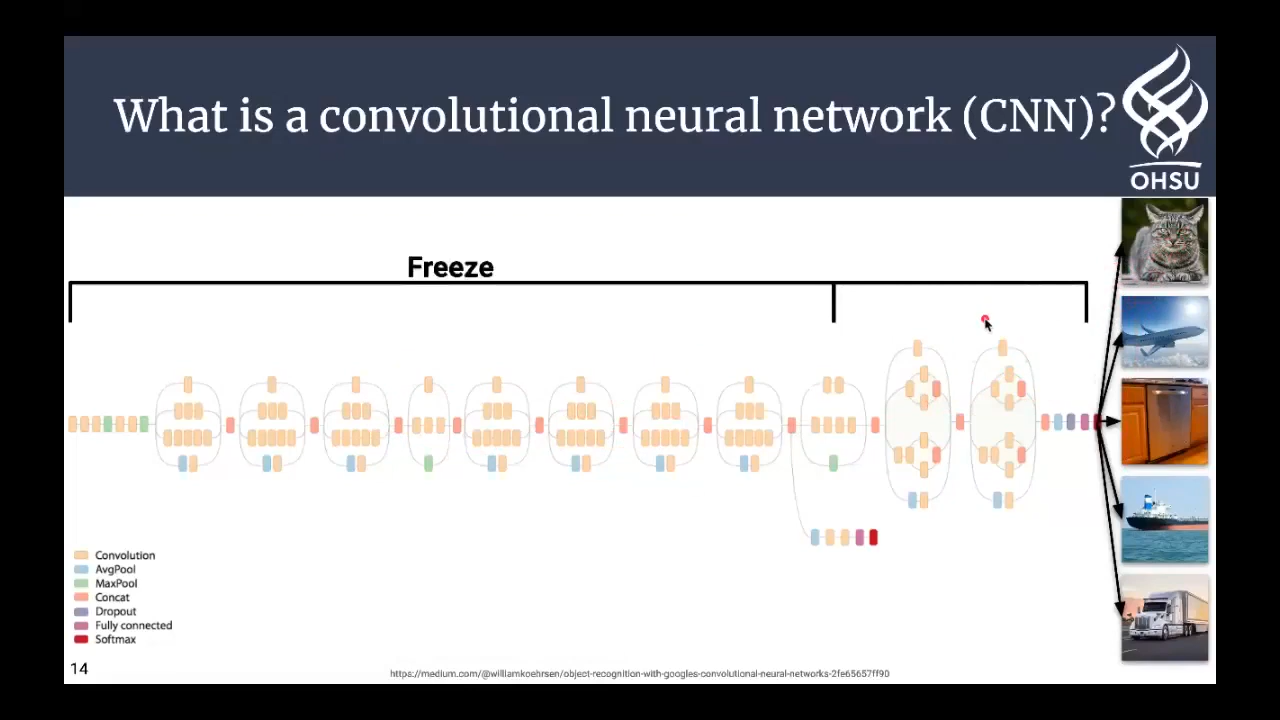 What is a convolutional neural network (CNN)?
OHSU
Freeze
Convolution
AvgPool
MaxPool
Concat
Dropout
Fully connected
Softmax
14
https://medium.com/@williamkoehrsen/object-recognition-with-googles-convolutional-neural-networks-2fe65657ff90